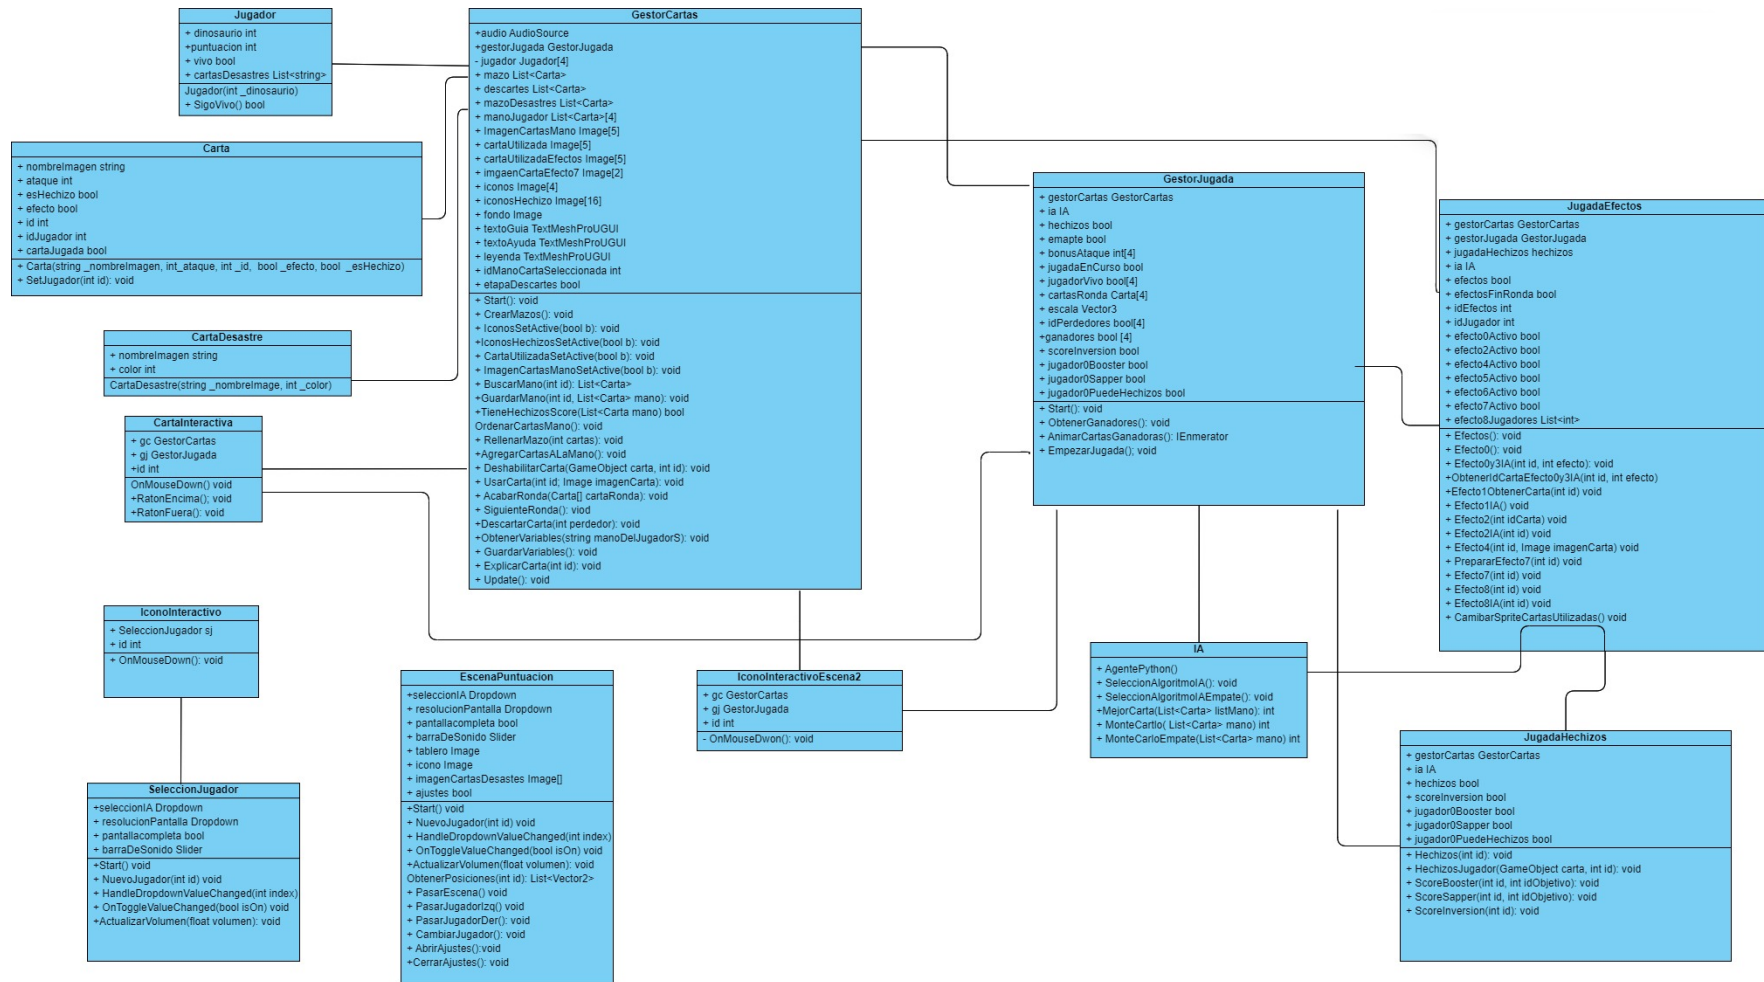 Jugador
+ dinosaurio int
+puntuacion int
+ vivo bool
+ cartasDesastres List<string>
Jugador(int _dinosaurio)
+ SigoVivo() bool
Carta
+ nombreImagen string
+ ataque int
+ esHechizo bool
+ efecto bool
+ id int
+ idJugador int
+ cartaJugada bool
+ Carta(string _nombreImagen, int_ataque, int _id, bool _efecto, bool _esHechizo)
+ SetJugador(int id): void
CartaDesastre
+ nombreImagen string
+ color int
CartaDesastre(string _nombreImage, int _color)
CartaInteractiva
+ gc GestorCartas
+ gj GestorJugada
+id int
OnMouseDown() void
+RatonEncima(); void
+RatonFuera(): void
IconoInteractivo
+ SeleccionJugador sj
+ id int
+ OnMouseDown(): void
SeleccionJugador
+seleccionIA Dropdown
+ resolucionPantalla Dropdown
+ pantallacompleta bool
+ barraDeSonido Slider
+Start() void
+ NuevoJugador(int id) void
+ HandleDropdownValueChanged(int index)
+ OnToggleValueChanged(bool isOn) void
+ActualizarVolumen(float volumen): void
GestorCartas
+audio AudioSource
+gestorJugada GestorJugada
- jugador Jugador[4]
+ mazo List<Carta>
+ descartes List<Carta>
+ mazoDesastres List<Carta>
+ manoJugador List<Carta>[4]
+ ImagenCartasMano Image[5]
+ cartaUtilizada Image[5]
+ cartaUtilizadaEfectos Image[5]
+ imgaenCartaEfecto7 Image[2]
+ iconos Image[4]
+ iconosHechizo Image[16]
+ fondo Image
+ textoGuia TextMeshProUGUI
+ textoAyuda TextMeshProUGUI
+ leyenda TextMeshProUGUI
+ idManoCartaSeleccionada int
+ etapaDescartes bool
+ Start(): void
+ CrearMazos(): void
+ IconosSetActive(bool b): void
+IconosHechizosSetActive(bool b): void
+ CartaUtilizadaSetActive(bool b): void
+ ImagenCartasManoSetActive(bool b): void
+ BuscarMano(int id): List<Carta>
+GuardarMano(int id, List<Carta> mano): void
+TieneHechizosScore(List<Carta mano) bool
OrdenarCartasMano(): void
+ RellenarMazo(int cartas): void
+AgregarCartasALaMano(): void
+ DeshabilitarCarta(GameObject carta, int id): void
+ UsarCarta(int id; Image imagenCarta): void
+ AcabarRonda(Carta[] cartaRonda): void
+ SiguienteRonda(): viod
+DescartarCarta(int perdedor): void
+ObtenerVariables(string manoDelJugadorS): void
+ GuardarVariables(): void
+ ExplicarCarta(int id): void
+ Update(): void
EscenaPuntuacion
+seleccionIA Dropdown
+ resolucionPantalla Dropdown
+ pantallacompleta bool
+ barraDeSonido Slider
+ tablero Image
+ icono Image
+ imagenCartasDesastes Image[]
+ ajustes bool
+Start() void
+ NuevoJugador(int id) void
+ HandleDropdownValueChanged(int index)
+ OnToggleValueChanged(bool isOn) void
+ActualizarVolumen(float volumen): void
ObtenerPosiciones(int id): List<Vector2>
+ PasarEscena() void
+ PasarJugadorIzq() void
+ PasarJugadorDer(): void
+ CambiarJugador(): void
+ AbrirAjustes():void
+CerrarAjustes(): void
IconoInteractivoEscena2
+ gc GestorCartas
+ gj GestorJugada
+ id int
- OnMouseDwon(): void
GestorJugada
+ gestorCartas GestorCartas
+ ia IA
+ hechizos bool
+ emapte bool
+ bonusAtaque int[4]
+ jugadaEnCurso bool
+ jugadorVivo bool[4]
+ cartasRonda Carta[4]
+ escala Vector3
+ idPerdedores bool[4]
+ganadores bool [4]
+ scoreInversion bool
+ jugador0Booster bool
+ jugador0Sapper bool
+ jugador0PuedeHechizos bool
+ Start(): void
+ ObtenerGanadores(): void
+ AnimarCartasGanadoras(): IEnmerator
+ EmpezarJugada(); void
IA
+ AgentePython()
+ SeleccionAlgoritmoIA(): void
+ SeleccionAlgoritmoIAEmpate(): void
+MejorCarta(List<Carta> listMano): int
+ MonteCartlo( List<Carta> mano) int
+ MonteCarloEmpate(List<Carta> mano) int
JugadaEfectos
+ gestorCartas GestorCartas
+ gestorJugada GestorJugada
+ jugadaHechizos hechizos
+ ia IA
+ efectos bool
+ efectosFinRonda bool
+ idEfectos int
+ idJugador int
+ efecto0Activo bool
+ efecto2Activo bool
+ efecto4Activo bool
+ efecto5Activo bool
+ efecto6Activo bool
+ efecto7Activo bool
+ efecto8Jugadores List<int>
+ Efectos(): void
+ Efecto0(): void
+ Efecto0y3IA(int id, int efecto): void
+ObtenerIdCartaEfecto0y3IA(int id, int efecto)
+Efecto1ObtenerCarta(int id) void
+ Efecto1IA() void
+ Efecto2(int idCarta) void
+ Efecto2IA(int id) void
+ Efecto4(int id, Image imagenCarta) void
+ PrepararEfecto7(int id) void
+ Efecto7(int id) void
+ Efecto8(int id) void
+ Efecto8IA(int id) void
+ CamibarSpriteCartasUtilizadas() void
JugadaHechizos
+ gestorCartas GestorCartas
+ ia IA
+ hechizos bool
+ scoreInversion bool
+ jugador0Booster bool
+ jugador0Sapper bool
+ jugador0PuedeHechizos bool
+ Hechizos(int id): void
+ HechizosJugador(GameObject carta, int id): void
+ ScoreBooster(int id, int idObjetivo): void
+ ScoreSapper(int id, int idObjetivo): void
+ ScoreInversion(int id): void